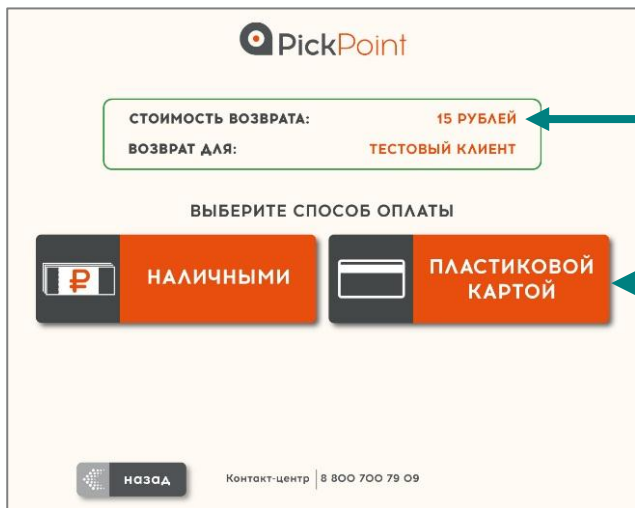 PickPoint
СТОИМОСТЬ ВОЗВРАТА: 15 РУБЛЕЙ
ВОЗВРАТ ДЛЯ: ТЕСТОВЫЙ КЛИЕНТ
ВЫБЕРИТЕ СПОСОБ ОПЛАТЫ
₽ НАЛИЧНЫМИ
ПЛАСТИКОВОЙ
КАРТОЙ
назад
Контакт-центр 8 800 700 79 09